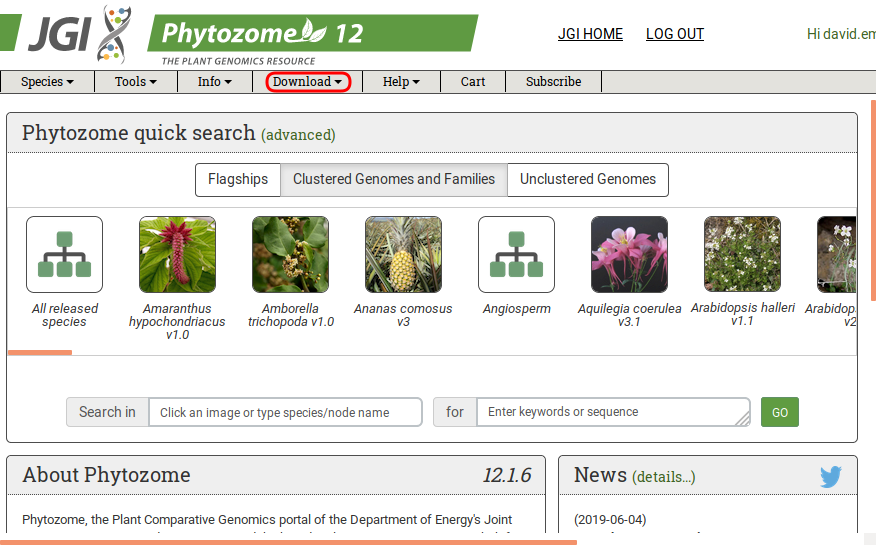 JGI
Phytozome 12
THE PLANT GENOMICS RESOURCE
JGI HOME LOG OUT Hi david.em
Species Tools Info Download Help Cart Subscribe
Phytozome quick search (advanced)
Flagships Clustered Genomes and Families Unclustered Genomes
All released species
Amaranthus hypochondriacus v1.0
Amborella trichopoda v1.0
Ananas comosus v3
Angiosperm
Aquilegia coerulea v3.1
Arabidopsis halleri v1.1
Arabidop
v2
Search in Click an image or type species/node name for Enter keywords or sequence GO
About Phytozome 12.1.6
Phytozome, the Plant Comparative Genomics portal of the Department of Energy's Joint
News (details...)
(2019-06-04)